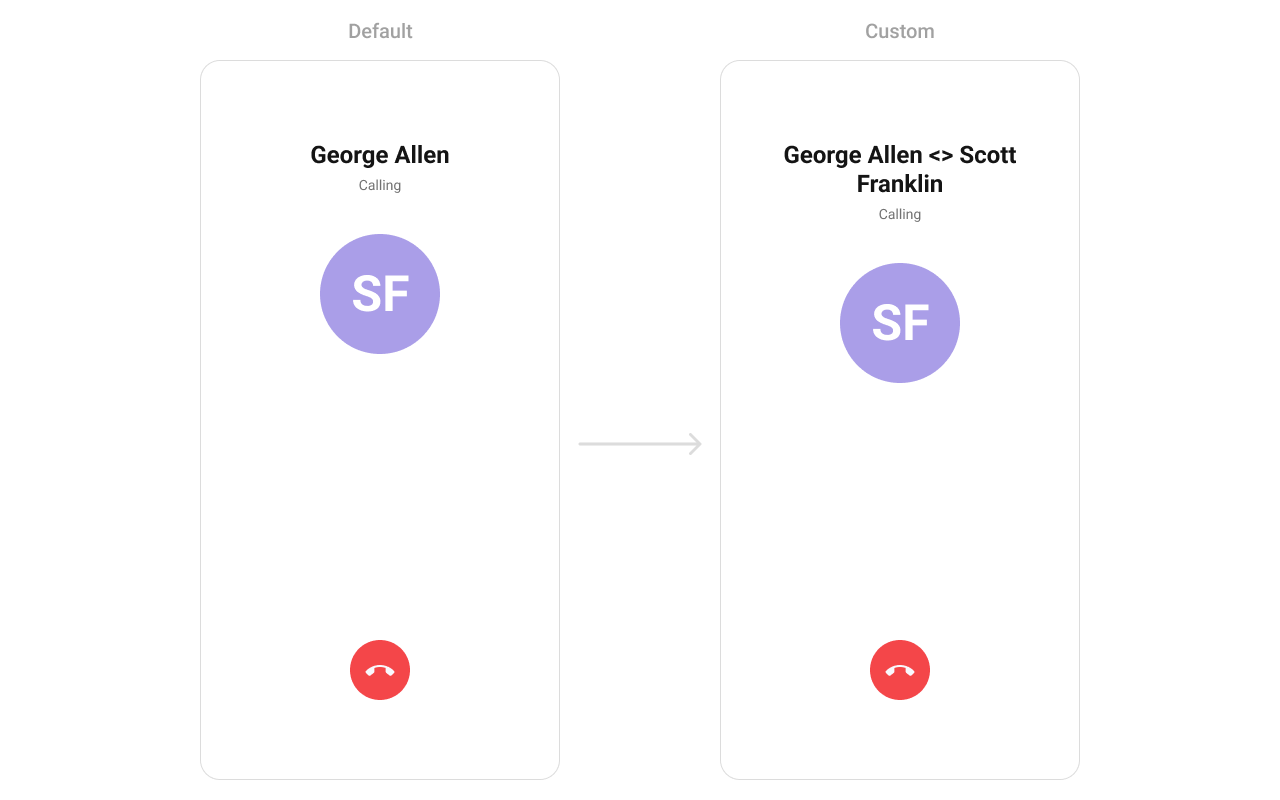 Default
George Allen
Calling
SF
Custom
George Allen <> Scott
Franklin
Calling
SF